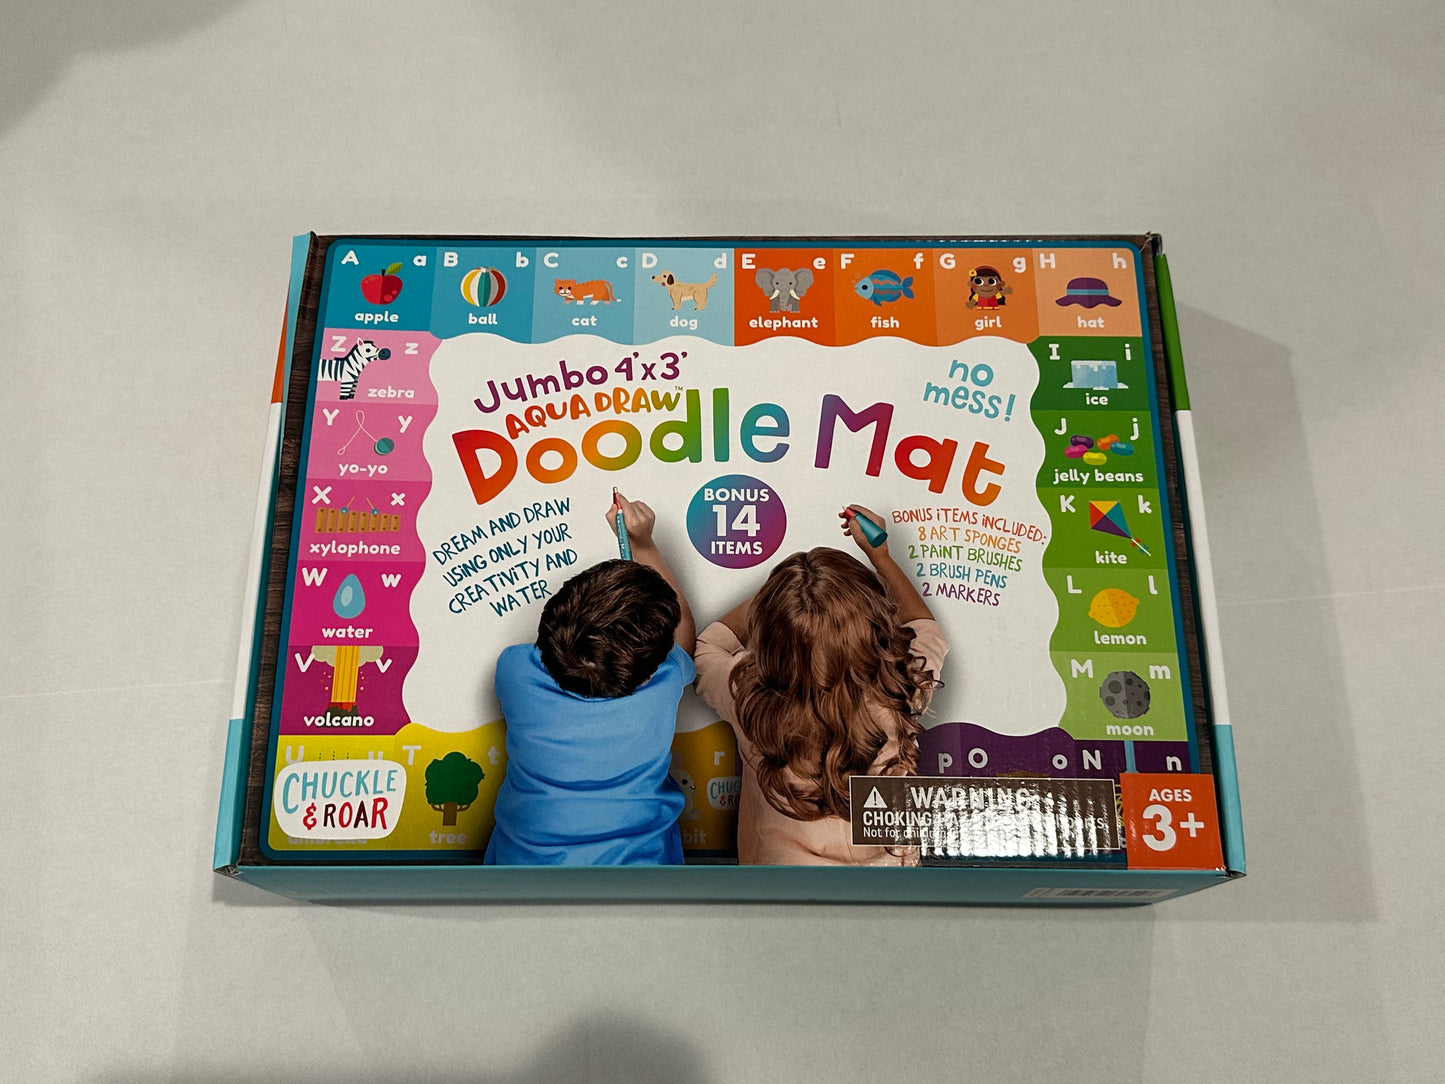 A a B b C c D d E e F f G g H h
apple ball cat dog elephant fish girl hat
Z z
zebra
Y y
yo-yo
X x
xylophone
W w
water
V v
volcano
U u T t
tree
CHUCKLE
& ROAR
Jumbo 4'x3'
AQUA DRAW™
Doodle Mat
no
mess!
DREAM AND DRAW
USING ONLY YOUR
CREATIVITY AND
WATER
BONUS
14
ITEMS
BONUS ITEMS INCLUDED:
8 ART SPONGES
2 PAINT BRUSHES
2 BRUSH PENS
2 MARKERS
I i
ice
J j
jelly beans
K k
kite
L l
lemon
M m
moon
r
p O o N n
WARNING:
CHOKING
Not for
AGES
3+